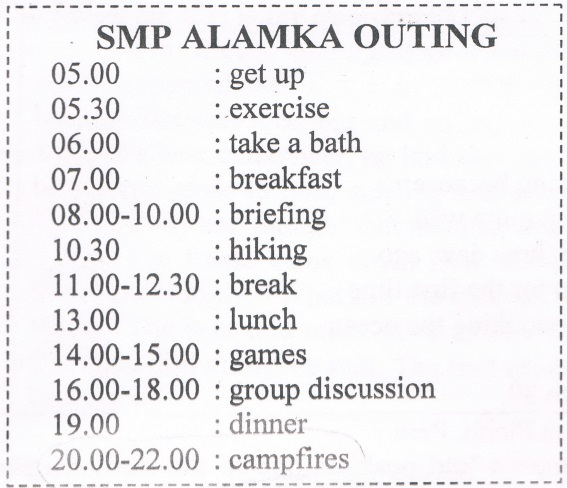 SMP ALAMKA OUTING
05.00 : get up
05.30 : exercise
06.00 : take a bath
07.00 : breakfast
08.00-10.00 : briefing
10.30 : hiking
11.00-12.30 : break
13.00 : lunch
14.00-15.00 : games
16.00-18.00 : group discussion
19.00 : dinner
20.00-22.00 : campfires